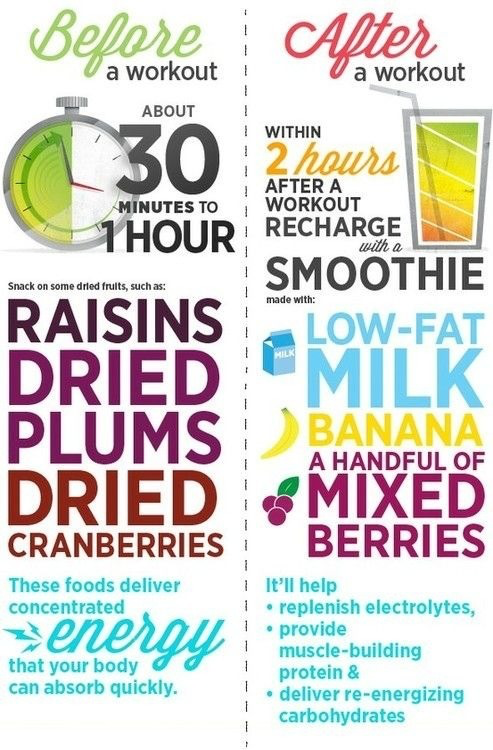 Before
a workout
ABOUT
30
MINUTES TO
1 HOUR
Snack on some dried fruits, such as:
RAISINS
DRIED
PLUMS
DRIED
CRANBERRIES
These foods deliver
concentrated
energy
that your body
can absorb quickly.
After
a workout
WITHIN
2 hours
AFTER A
WORKOUT
RECHARGE
with a
SMOOTHIE
made with:
LOW-FAT
MILK
MILK
BANANA
A HANDFUL OF
MIXED
BERRIES
It'll help
• replenish electrolytes,
• provide
muscle-building
protein &
• deliver re-energizing
carbohydrates